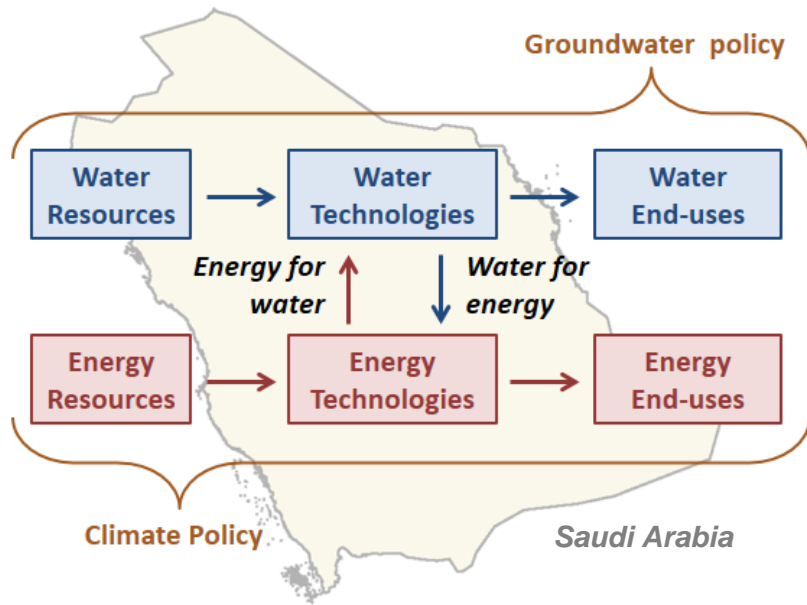 Groundwater policy
Water
Resources
Water
Technologies
Water
End-uses
Energy for
water
Water for
energy
Energy
Resources
Energy
Technologies
Energy
End-uses
Climate Policy
Saudi Arabia